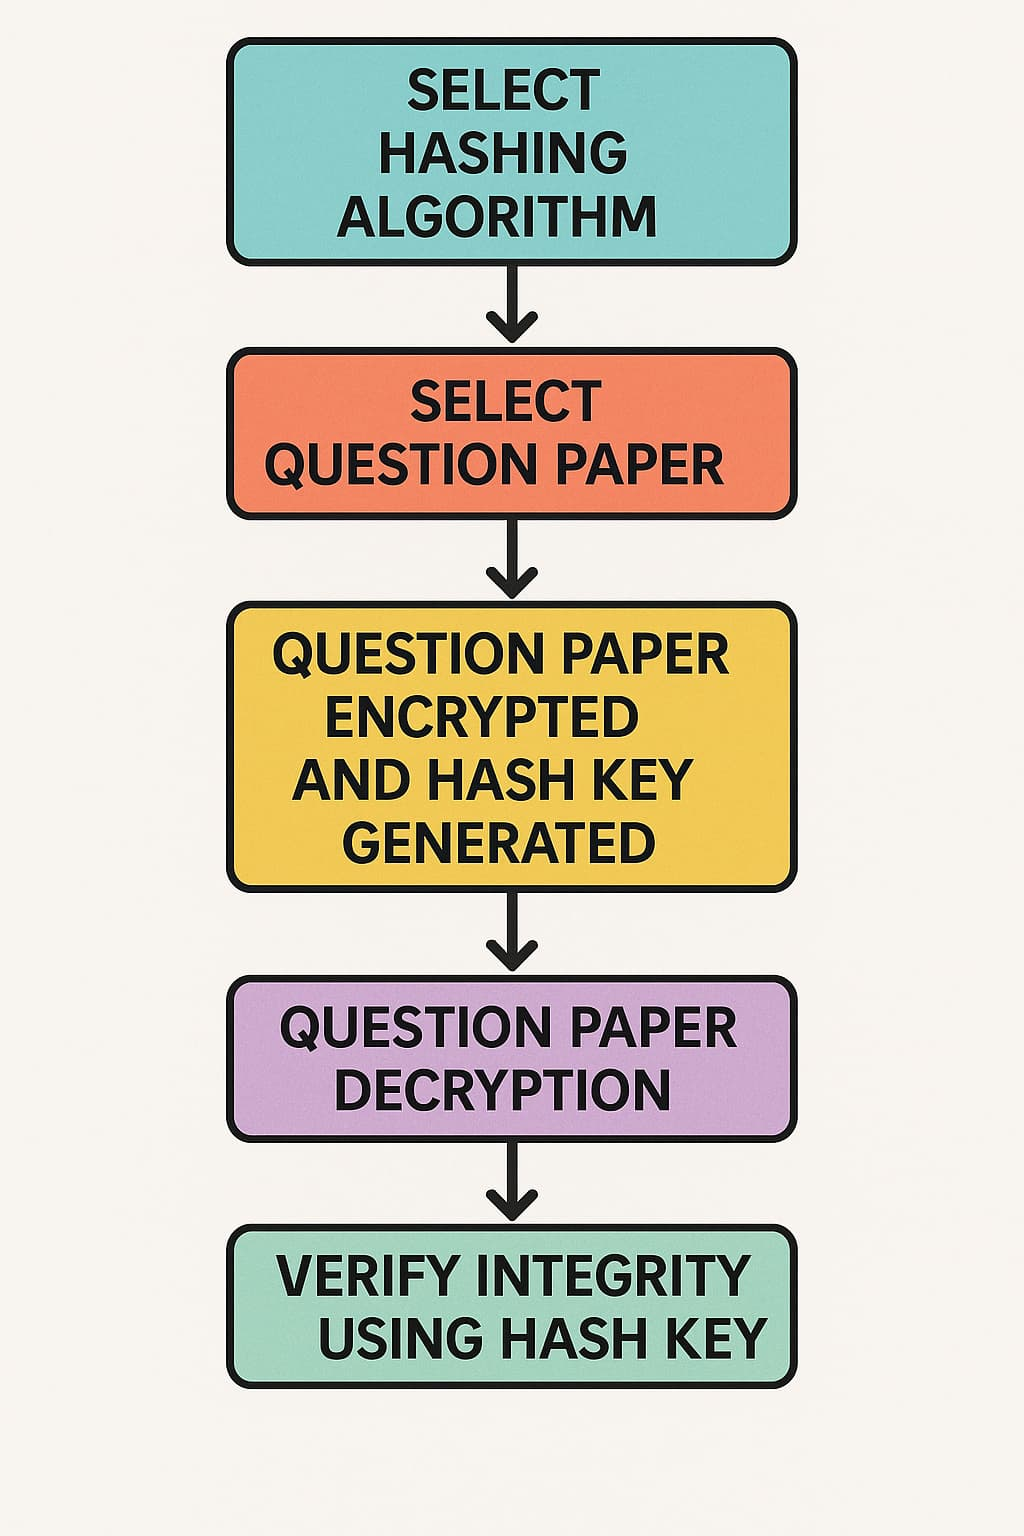 SELECT
HASHING
ALGORITHM
SELECT
QUESTION PAPER
QUESTION PAPER
ENCRYPTED
AND HASH KEY
GENERATED
QUESTION PAPER
DECRYPTION
VERIFY INTEGRITY
USING HASH KEY